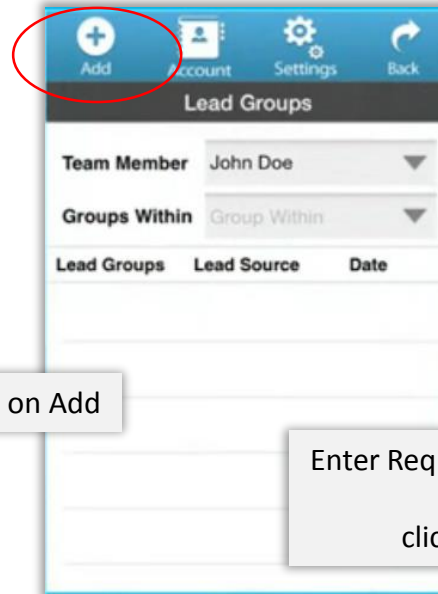 Add Account Settings Back
Lead Groups
Team Member John Doe
Groups Within Group Within
Lead Groups Lead Source Date
on Add
Enter Req
clic